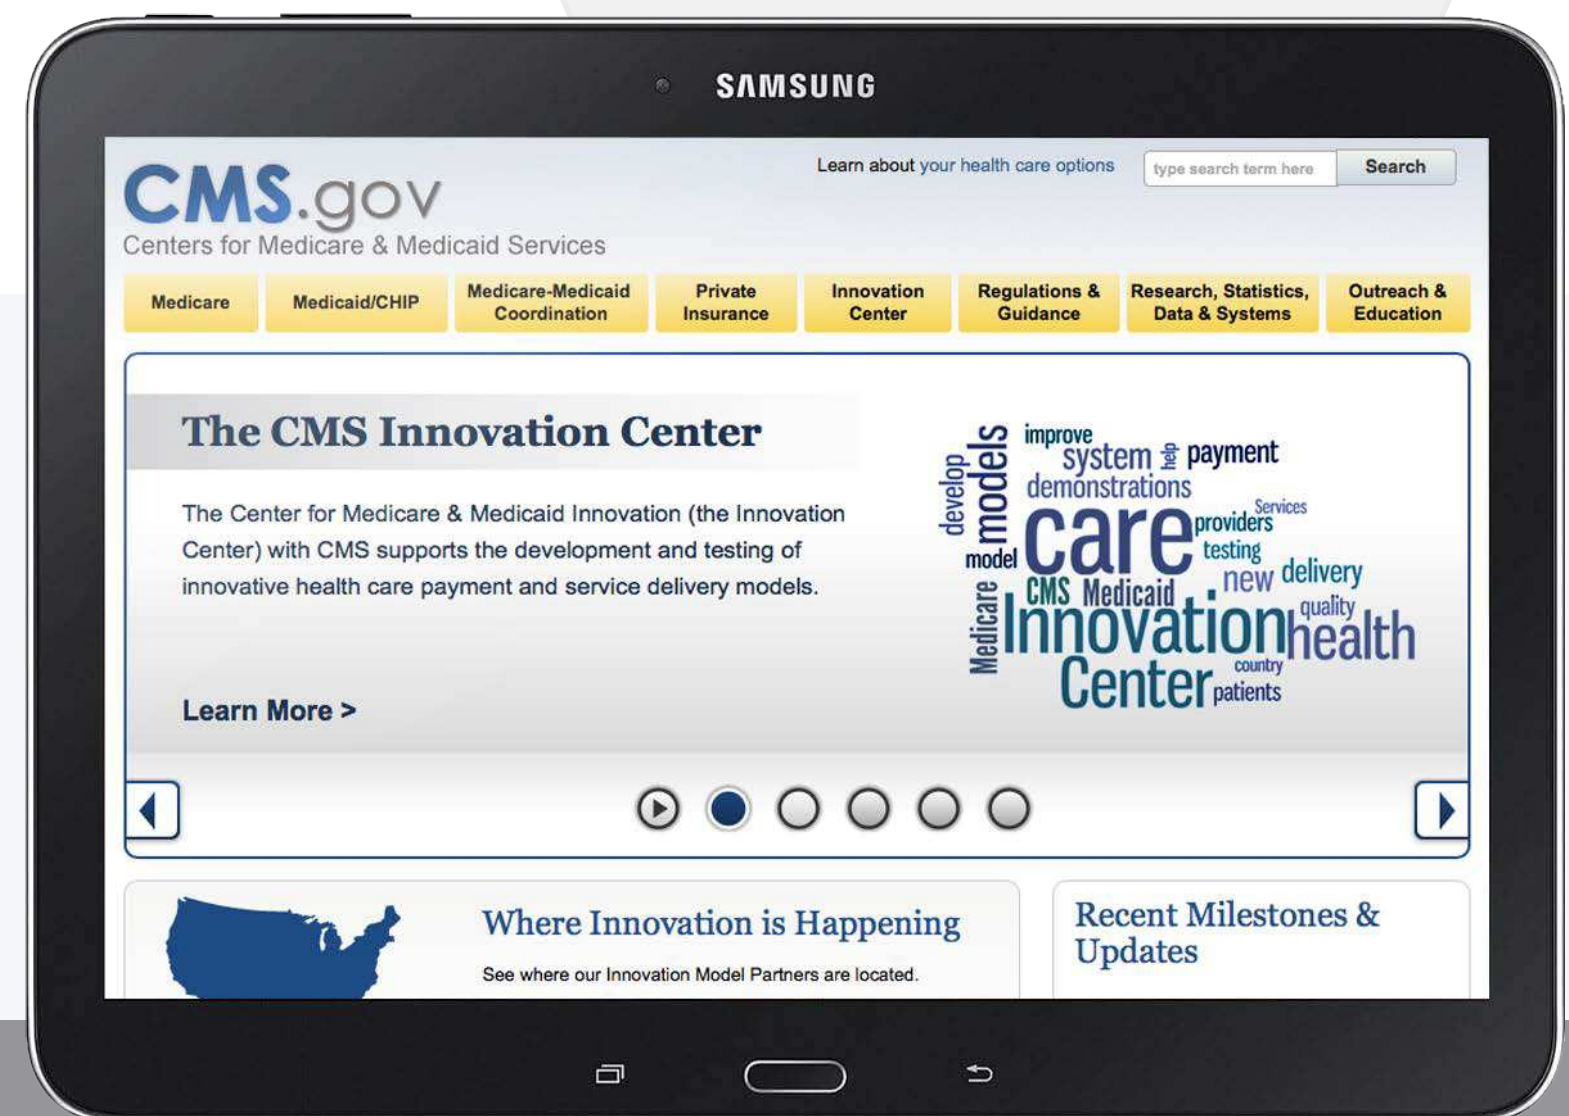 SAMSUNG
CMS.gov
Centers for Medicare & Medicaid Services
Learn about your health care options
type search term here
Search
Medicare
Medicaid/CHIP
Medicare-Medicaid
Coordination
Private
Insurance
Innovation
Center
Regulations &
Guidance
Research, Statistics,
Data & Systems
Outreach &
Education
The CMS Innovation Center
The Center for Medicare & Medicaid Innovation (the Innovation
Center) with CMS supports the development and testing of
innovative health care payment and service delivery models.
Learn More >
develop
models
improve
system
help
payment
demonstrations
care
Services
providers
testing
model
new
delivery
CMS
Medicaid
Medicare
Innovation
quality
health
Center
country
patients
Where Innovation is Happening
See where our Innovation Model Partners are located.
Recent Milestones &
Updates